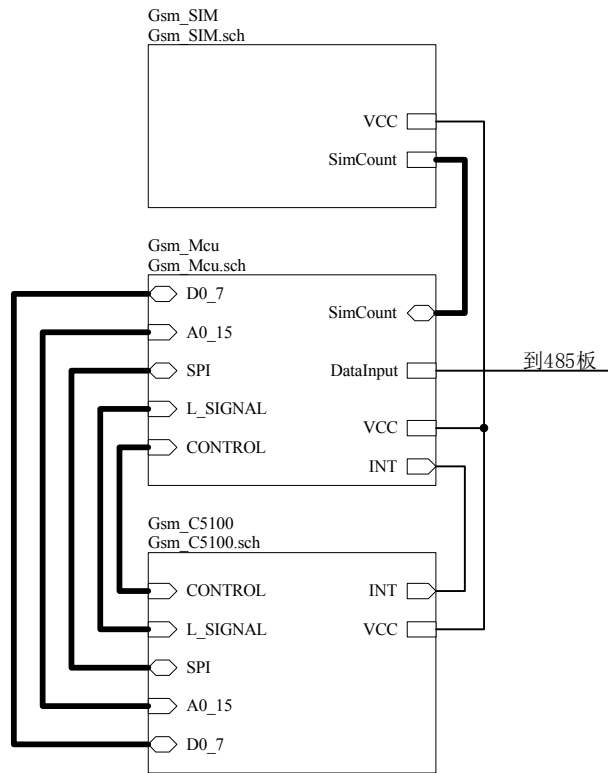 Gsm_SIM
Gsm_SIM.sch
VCC
SimCount
Gsm_Mcu
Gsm_Mcu.sch
D0_7
SimCount
A0_15
SPI
DataInput
到485板
L_SIGNAL
VCC
CONTROL
INT
Gsm_C5100
Gsm_C5100.sch
CONTROL
INT
L_SIGNAL
VCC
SPI
A0_15
D0_7